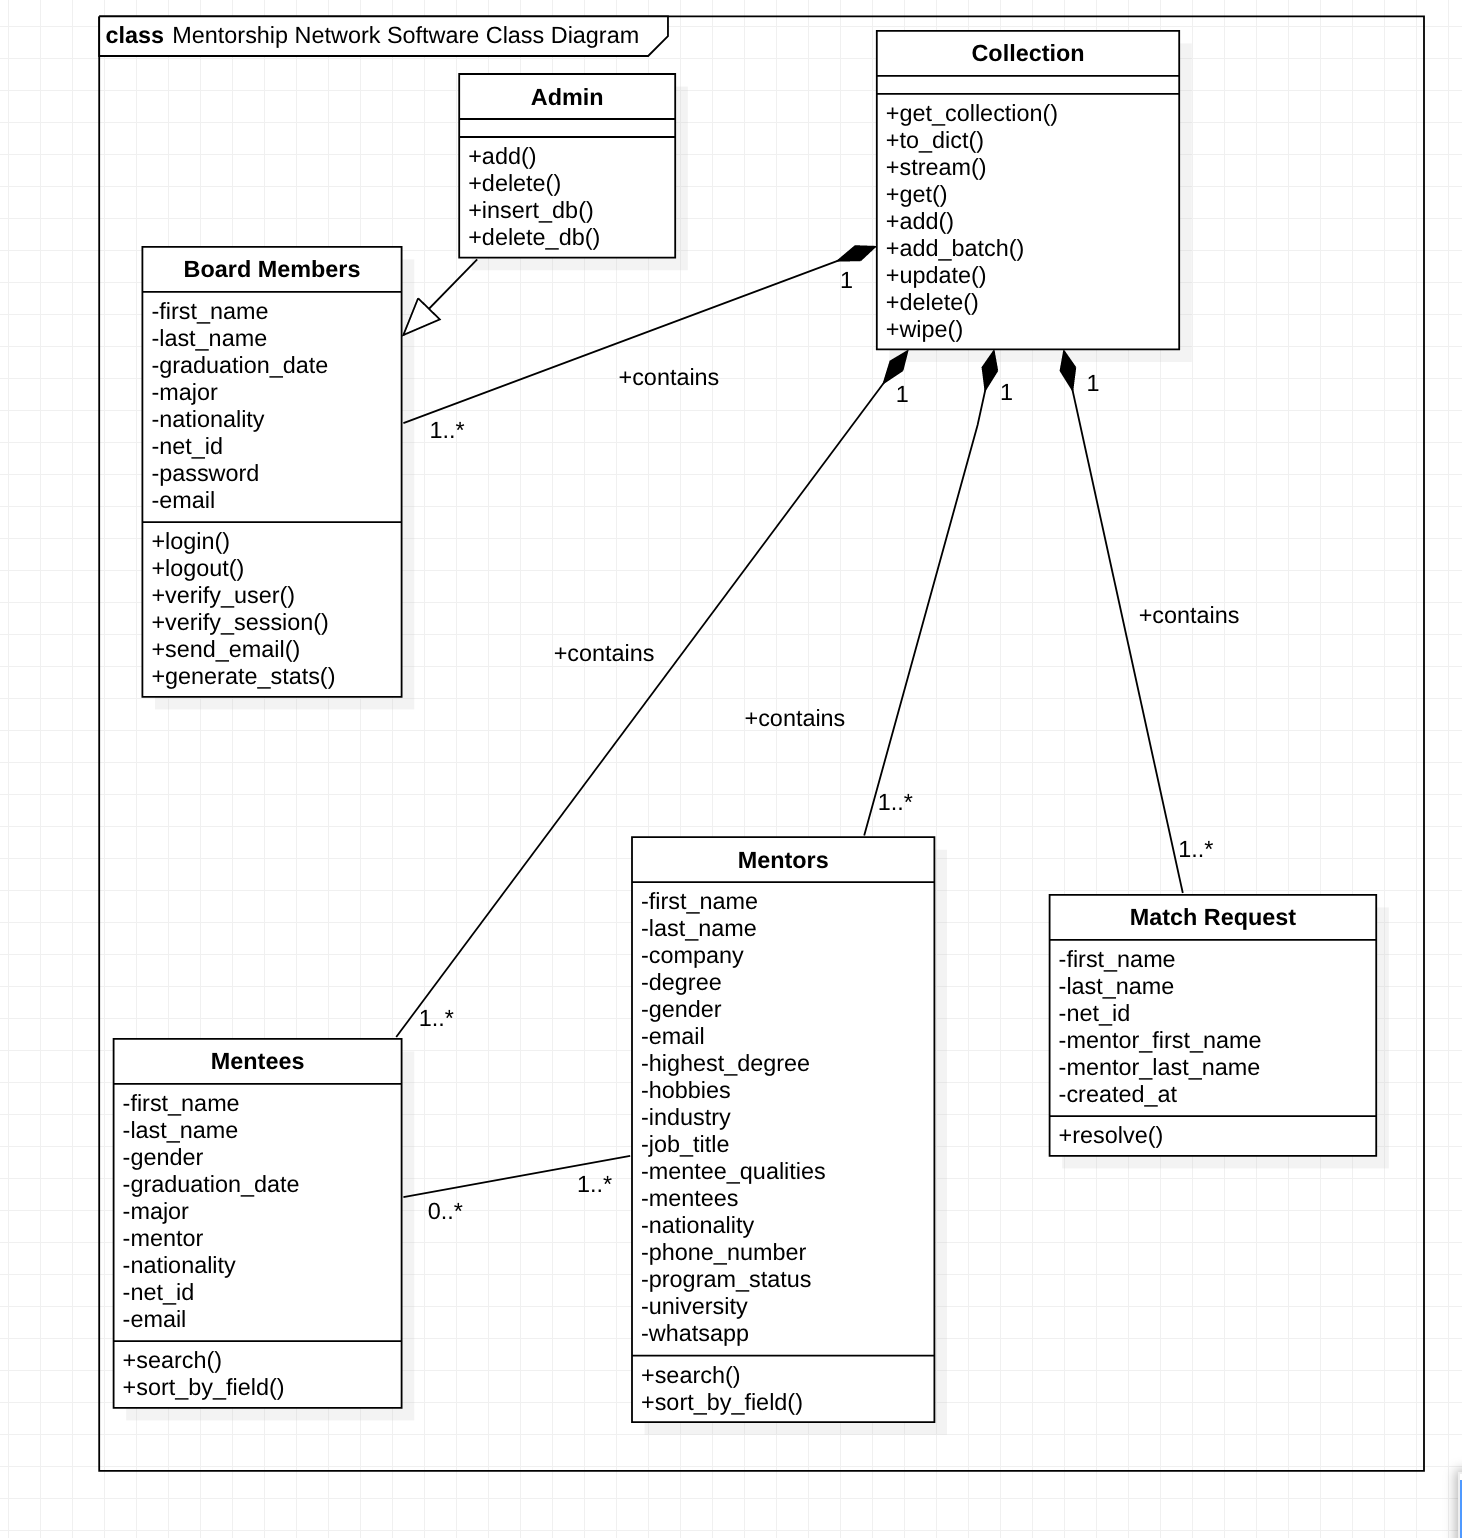 class Mentorship Network Software Class Diagram
Admin
+add()
+delete()
+insert_db()
+delete_db()
Collection
+get_collection()
+to_dict()
+stream()
+get()
+add()
+add_batch()
+update()
+delete()
+wipe()
Board Members
-first_name
-last_name
-graduation_date
-major
-nationality
-net_id
-password
-email
+login()
+logout()
+verify_user()
+verify_session()
+send_email()
+generate_stats()
1
+contains
1..*
1
1
1
+contains
+contains
+contains
1..*
1..*
1..*
Mentees
-first_name
-last_name
-gender
-graduation_date
-major
-mentor
-nationality
-net_id
-email
+search()
+sort_by_field()
0..*
1..*
Mentors
-first_name
-last_name
-company
-degree
-gender
-email
-highest_degree
-hobbies
-industry
-job_title
-mentee_qualities
-mentees
-nationality
-phone_number
-program_status
-university
-whatsapp
+search()
+sort_by_field()
Match Request
-first_name
-last_name
-net_id
-mentor_first_name
-mentor_last_name
-created_at
+resolve()